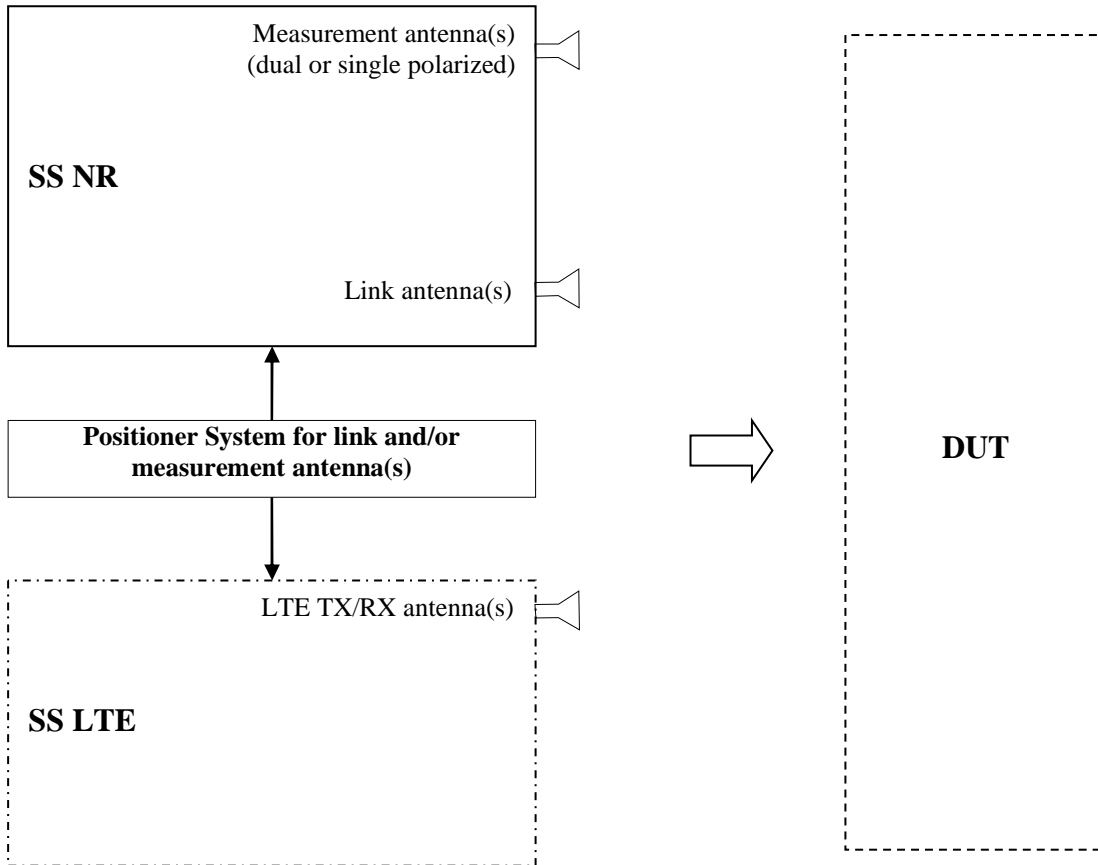 Measurement antenna(s)
(dual or single polarized)
SS NR
Link antenna(s)
Positioner System for link and/or
measurement antenna(s)
DUT
LTE TX/RX antenna(s)
SS LTE